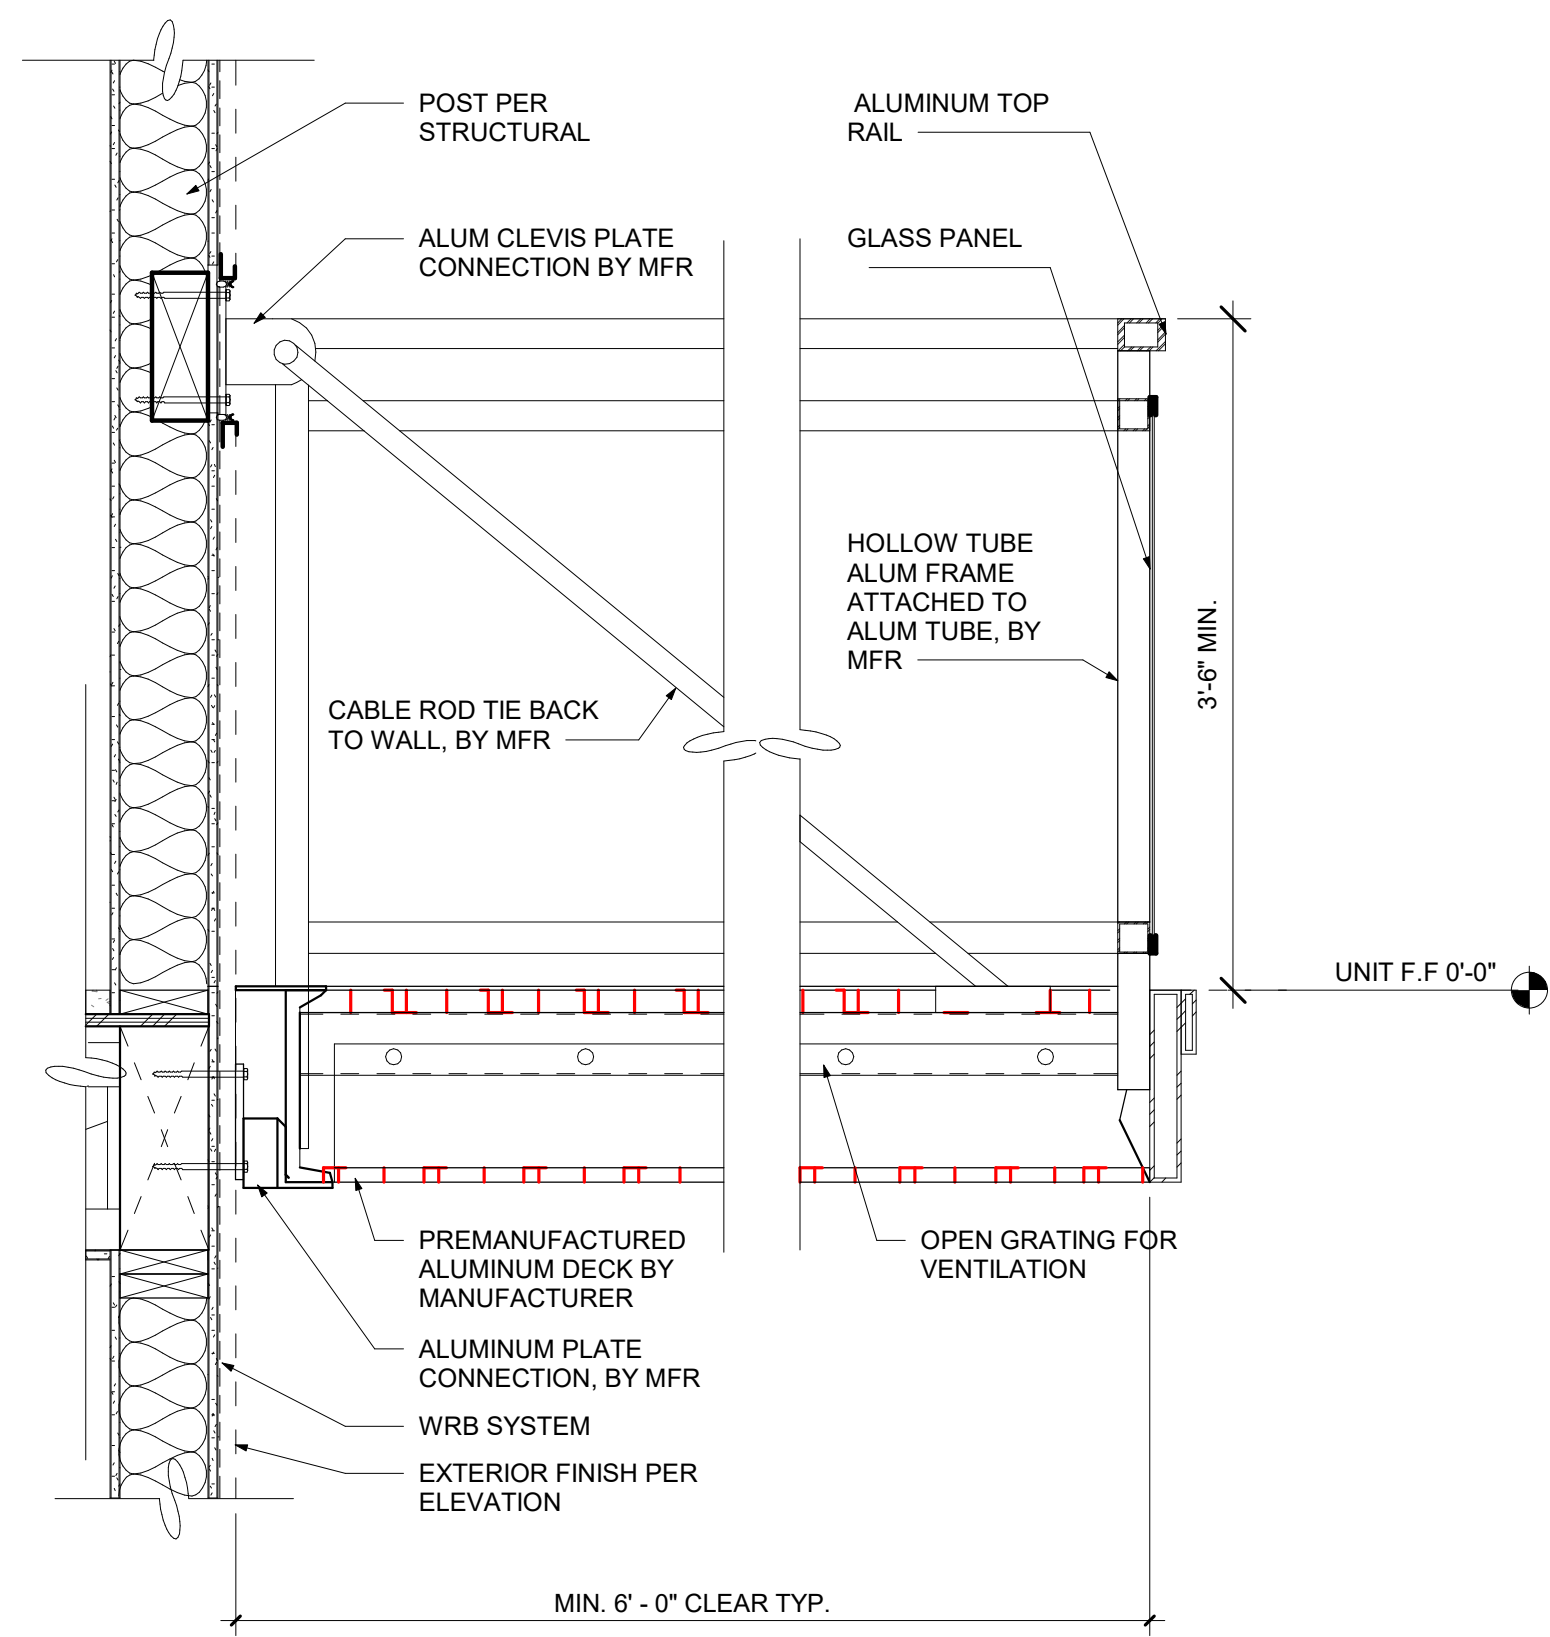 POST PER
STRUCTURAL
ALUMINUM TOP
RAIL
ALUM CLEVIS PLATE
CONNECTION BY MFR
GLASS PANEL
HOLLOW TUBE
ALUM FRAME
ATTACHED TO
ALUM TUBE, BY
MFR
3'-6" MIN.
CABLE ROD TIE BACK
TO WALL, BY MFR
UNIT F.F 0'-0"
PREMANUFACTURED
ALUMINUM DECK BY
MANUFACTURER
OPEN GRATING FOR
VENTILATION
ALUMINUM PLATE
CONNECTION, BY MFR
WRB SYSTEM
EXTERIOR FINISH PER
ELEVATION
MIN. 6' - 0" CLEAR TYP.